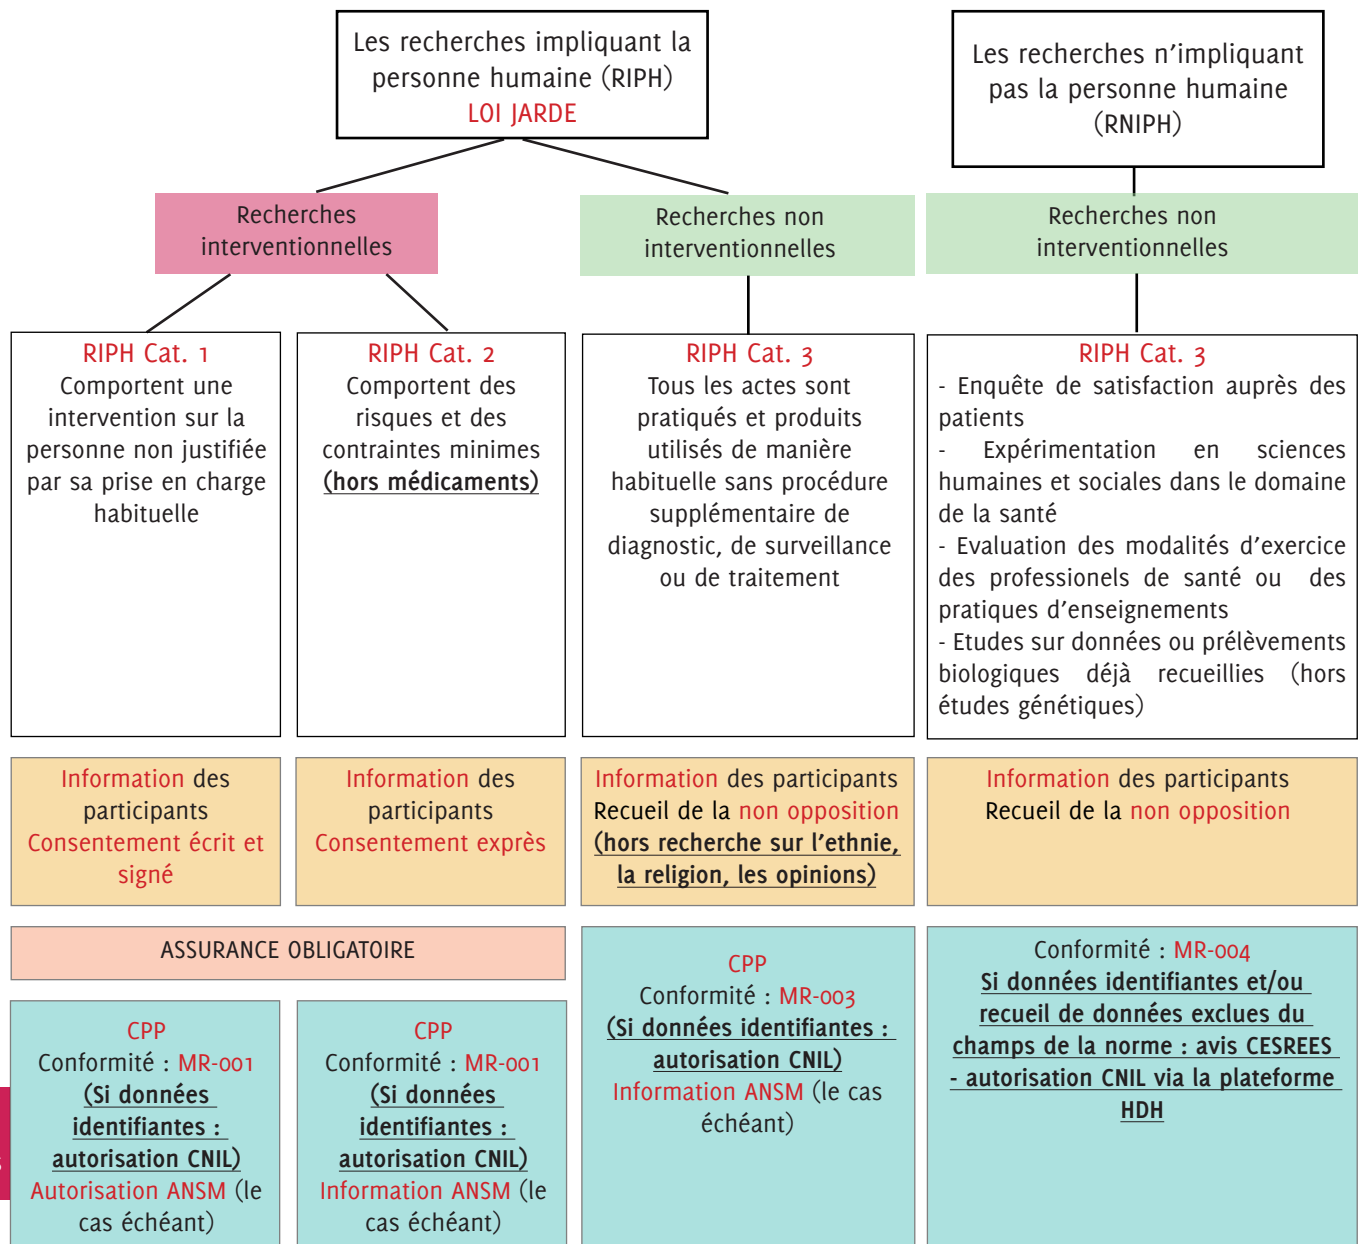 Les recherches impliquant la
personne humaine (RIPH)
LOI JARDE
Les recherches n'impliquant
pas la personne humaine
(RNIPH)
Recherches
interventionnelles
Recherches non
interventionnelles
Recherches non
interventionnelles
RIPH Cat. 1
Comportent une
intervention sur la
personne non justifiée
par sa prise en charge
habituelle
RIPH Cat. 2
Comportent des
risques et des
contraintes minimes
(hors médicaments)
RIPH Cat. 3
Tous les actes sont
pratiqués et produits
utilisés de manière
habituelle sans procédure
supplémentaire de
diagnostic, de surveillance
ou de traitement
RIPH Cat. 3
- Enquête de satisfaction auprès des
patients
- Expérimentation en sciences
humaines et sociales dans le domaine
de la santé
- Evaluation des modalités d'exercice
des professionels de santé ou des
pratiques d'enseignements
- Etudes sur données ou prélèvements
biologiques déjà recueillies (hors
études génétiques)
Information des
participants
Consentement écrit et
signé
Information des
participants
Consentement exprès
Information des participants
Recueil de la non opposition
(hors recherche sur l'ethnie,
la religion, les opinions)
Information des participants
Recueil de la non opposition
ASSURANCE OBLIGATOIRE
CPP
Conformité : MR-001
(Si données
identifiantes :
autorisation CNIL)
Autorisation ANSM (le
cas échéant)
CPP
Conformité : MR-001
(Si données
identifiantes :
autorisation CNIL)
Information ANSM (le
cas échéant)
CPP
Conformité : MR-003
(Si données identifiantes :
autorisation CNIL)
Information ANSM (le cas
échéant)
Conformité : MR-004
Si données identifiantes et/ou
recueil de données exclues du
champs de la norme : avis CESREES
- autorisation CNIL via la plateforme
HDH